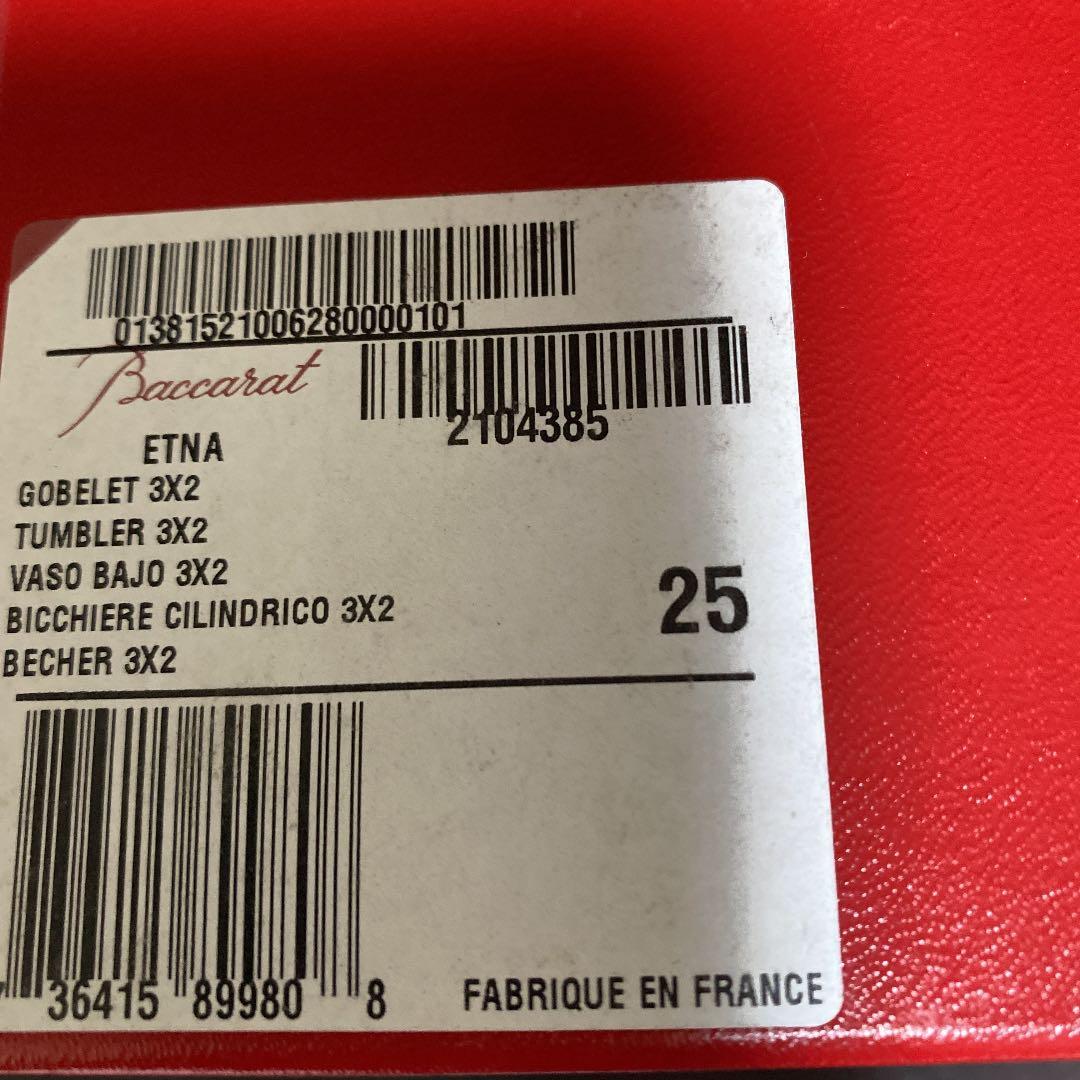 01381521006280000101
Baccarat
2104385
ETNA
GOBELET 3X2
TUMBLER 3X2
VASO BAJO 3X2
BICCHIERE CILINDRICO 3X2
BECHER 3X2
25
36415 89980 8
FABRIQUE EN FRANCE